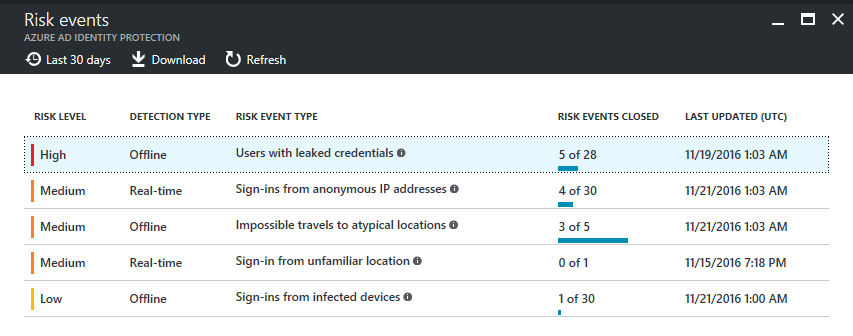 Risk events
AZURE AD IDENTITY PROTECTION
Last 30 days Download Refresh
RISK LEVEL DETECTION TYPE RISK EVENT TYPE RISK EVENTS CLOSED LAST UPDATED (UTC)
High Offline Users with leaked credentials 5 of 28 11/19/2016 1:03 AM
Medium Real-time Sign-ins from anonymous IP addresses 4 of 30 11/21/2016 1:03 AM
Medium Offline Impossible travels to atypical locations 3 of 5 11/21/2016 1:03 AM
Medium Real-time Sign-in from unfamiliar location 0 of 1 11/15/2016 7:18 PM
Low Offline Sign-ins from infected devices 1 of 30 11/21/2016 1:00 AM